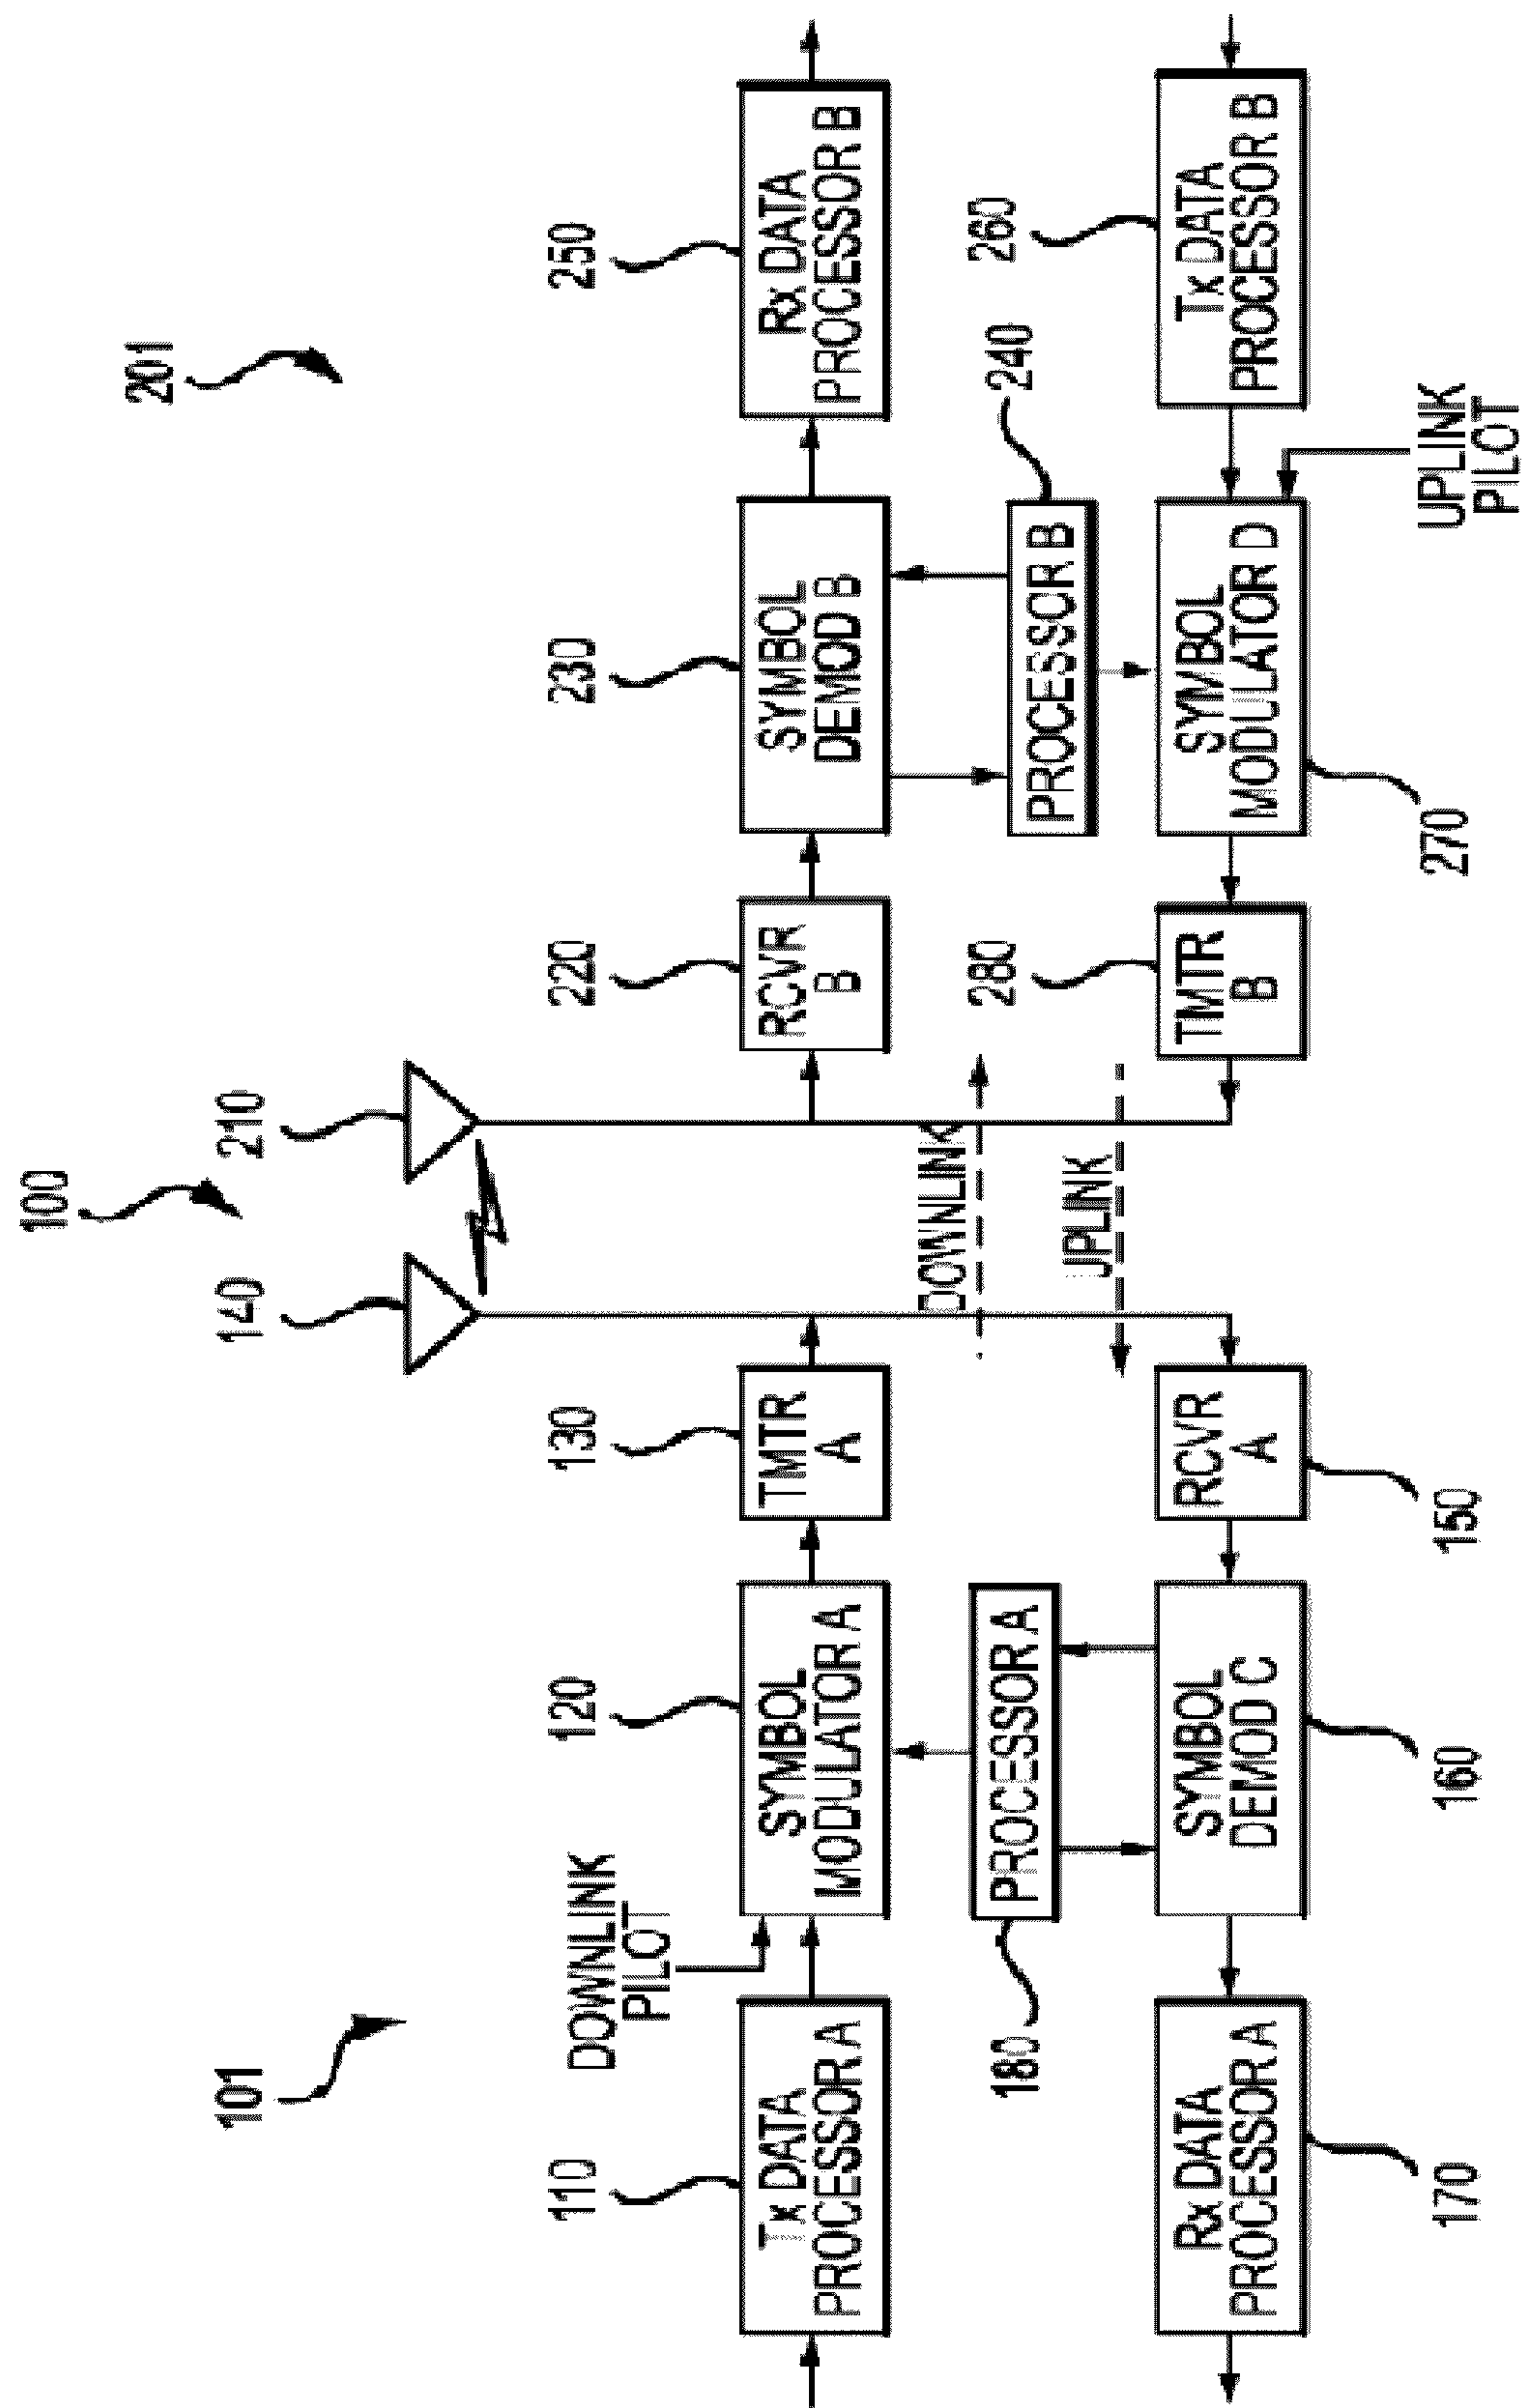 100
101
201
140
210
DOWNLINK
PILOT
110
120
130
220
230
250
Tx DATA
PROCESSOR A
SYMBOL
MODULATOR A
TMTR
A
RCVR
B
SYMBOL
DEMOD B
Rx DATA
PROCESSOR B
DOWNLINK
UPLINK
180
PROCESSOR A
PROCESSOR B
240
280
260
Rx DATA
PROCESSOR A
SYMBOL
DEMOD C
RCVR
A
TMTR
B
SYMBOL
MODULATOR D
Tx DATA
PROCESSOR B
170
160
150
270
UPLINK
PILOT